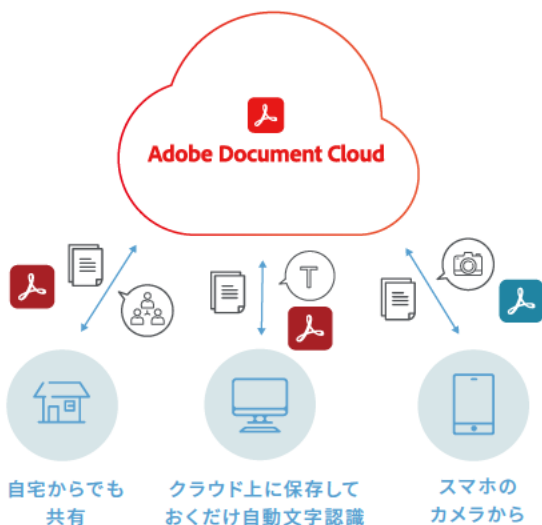 Adobe Document Cloud
T
自宅からでも
共有
クラウド上に保存して
おくだけ自動文字認識
スマホの
カメラから